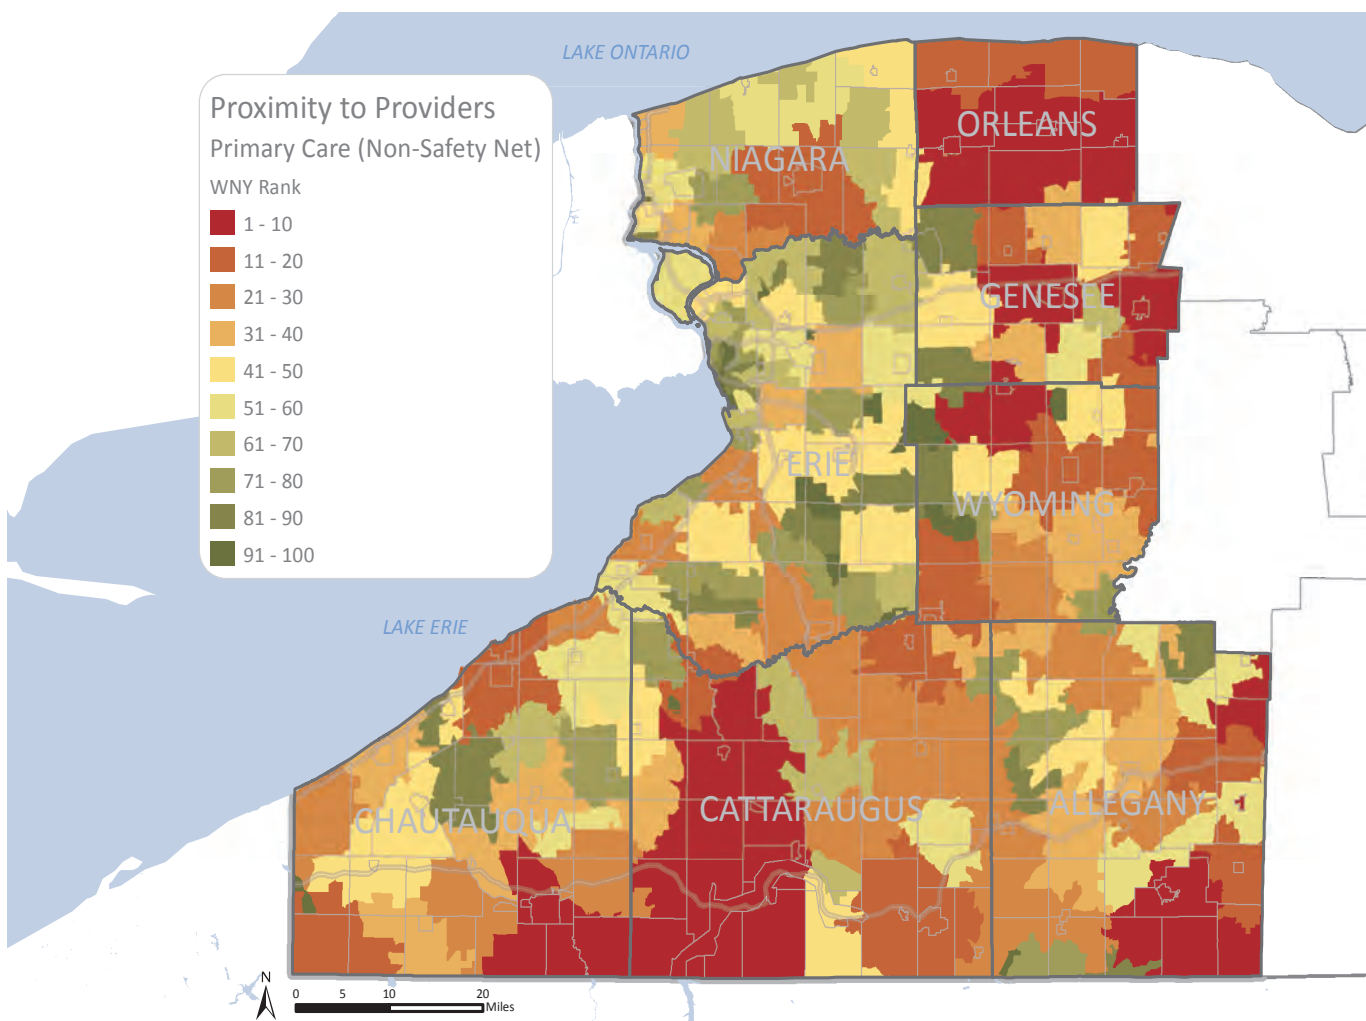 LAKE ONTARIO
Proximity to Providers
Primary Care (Non-Safety Net)
WNY Rank
1 - 10
11 - 20
21 - 30
31 - 40
41 - 50
51 - 60
61 - 70
71 - 80
81 - 90
91 - 100
ORLEANS
NIAGARA
GENESEE
ERIE
WYOMING
LAKE ERIE
CHAUTAUQUA
CATTARAUGUS
ALLEGANY
N
0 5 10 20
Miles